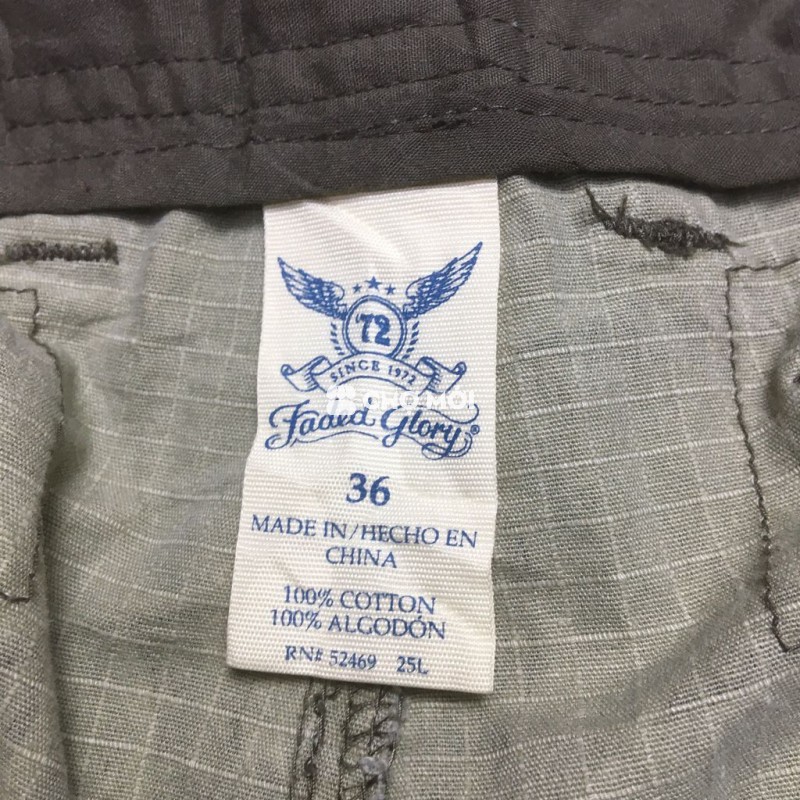 '72
SINCE 1972
CHỢ MỚI
Faded Glory®
36
MADE IN/HECHO EN
CHINA
100% COTTON
100% ALGODÓN
RN# 52469 25L